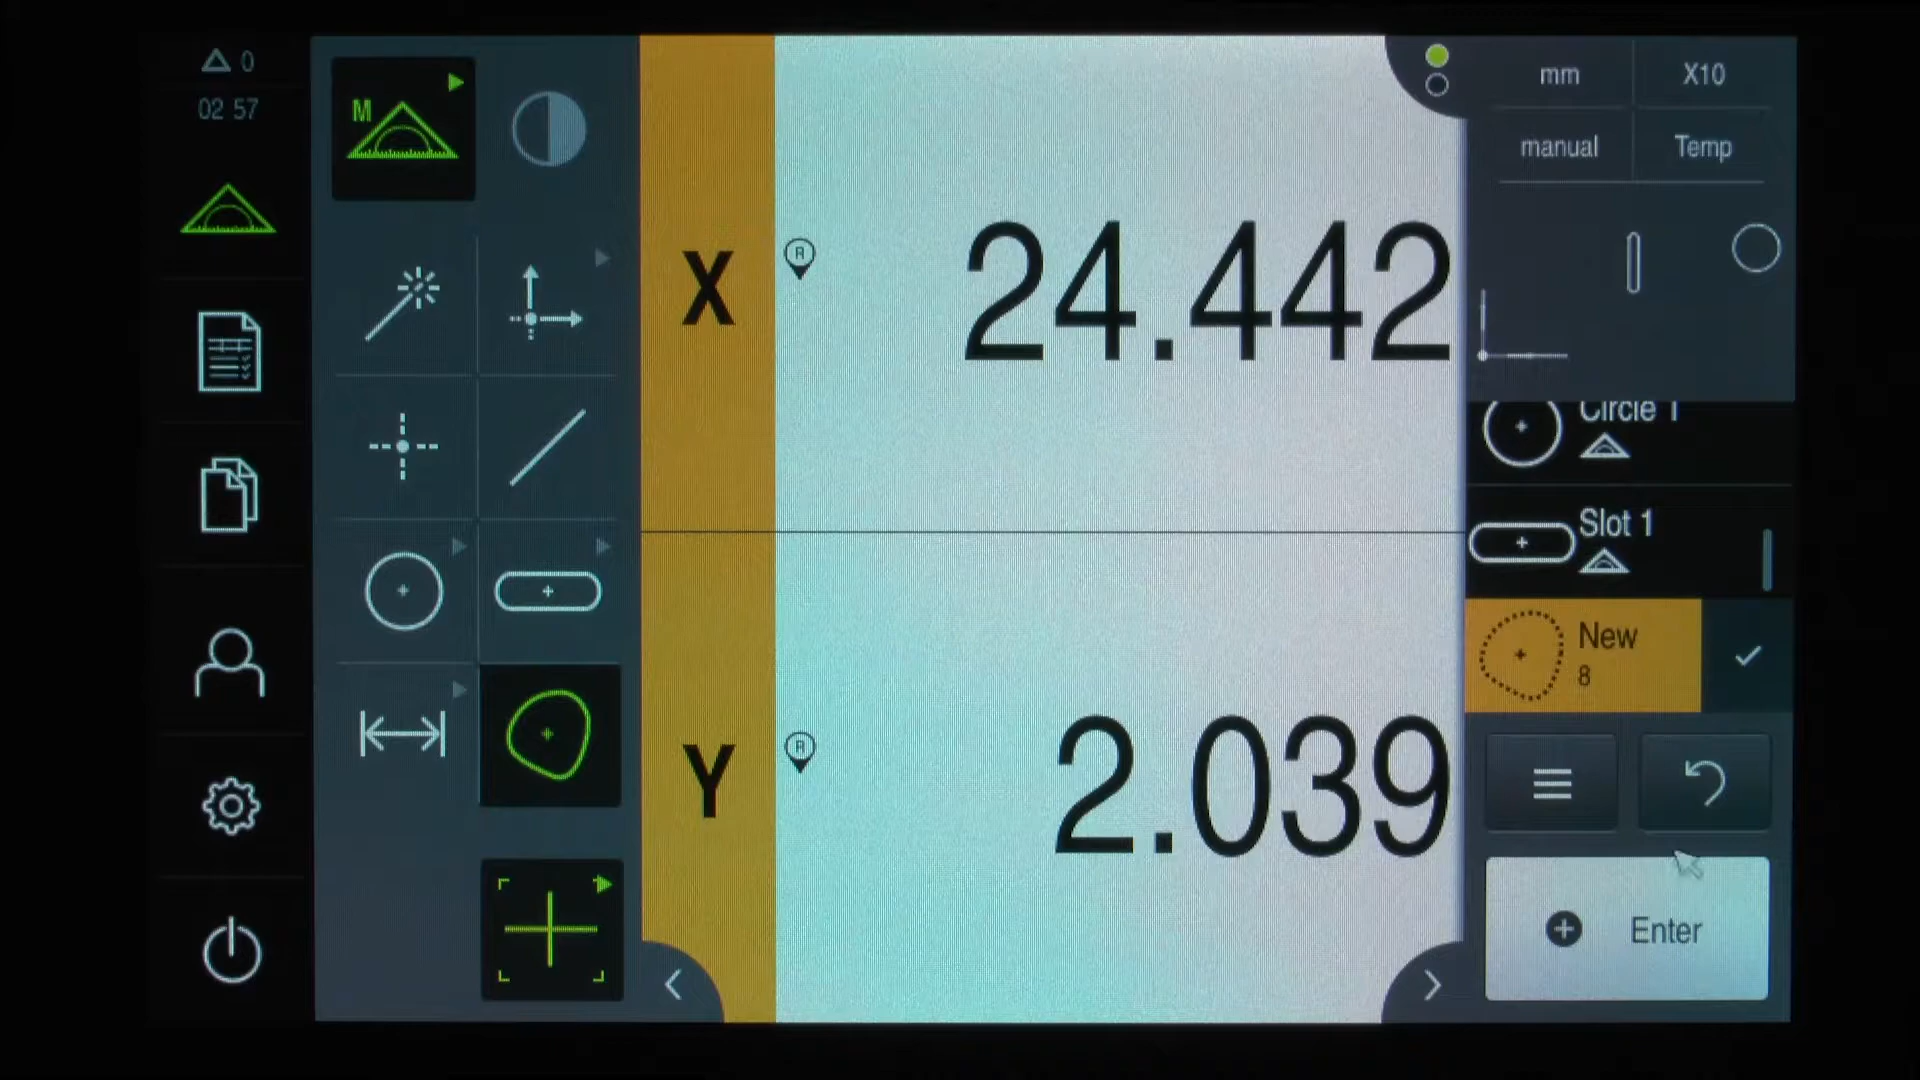 0
02 57
M
X
R
24.442
Y
R
2.039
mm
X10
manual
Temp
Circle 1
Slot 1
New
8
Enter